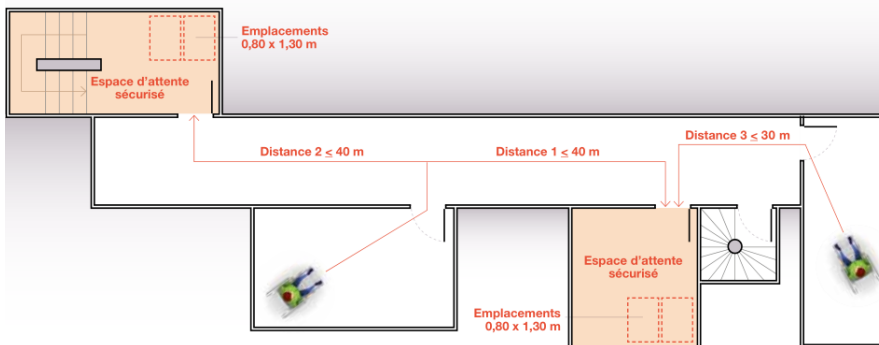 Emplacements
0,80 x 1,30 m
Espace d'attente
sécurisé
Distance 2 ≤ 40 m
Distance 1 ≤ 40 m
Distance 3 ≤ 30 m
Espace d'attente
sécurisé
Emplacements
0,80 x 1,30 m